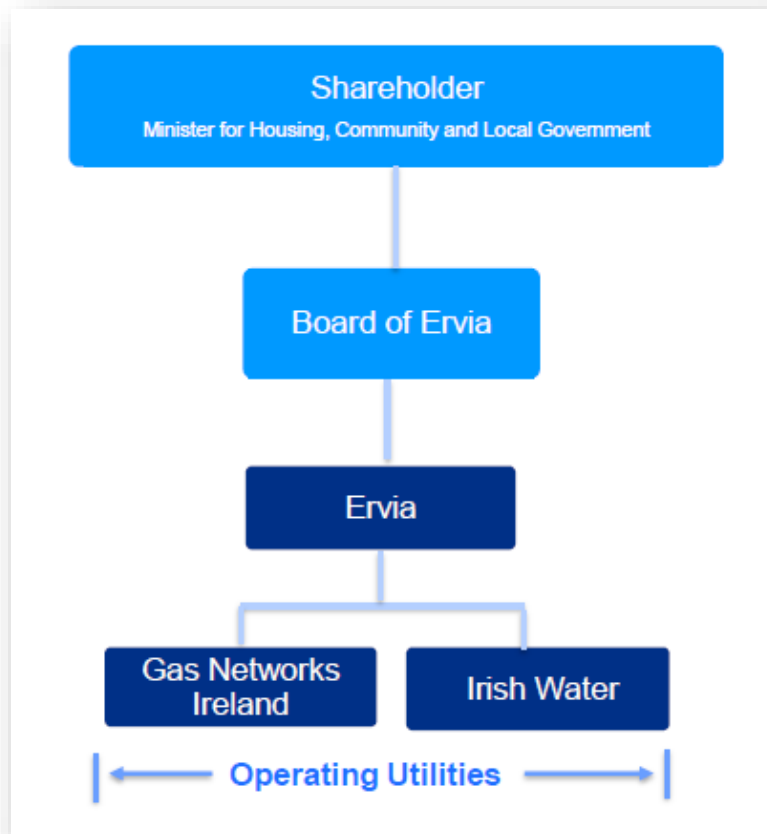 Shareholder
Minister for Housing, Community and Local Government
Board of Ervia
Ervia
Gas Networks
Ireland
Irish Water
Operating Utilities